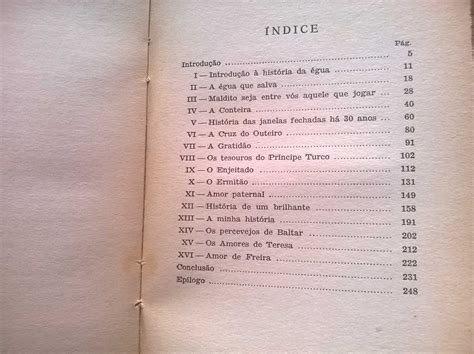 ÍNDICE
Pág.
Introdução ........ 5
I — Introdução à história da égua ........ 11
II — A égua que salva ........ 18
III — Maldito seja entre vós aquele que jogar ... 28
IV — A Conteira ........ 40
V — História das janelas fechadas há 30 anos ... 60
VI — A Cruz do Outeiro ........ 80
VII — A Gratidão ........ 91
VIII — Os tesouros do Príncipe Turco ........ 102
IX — O Enjeitado ........ 112
X — O Ermitão ........ 131
XI — Amor paternal ........ 149
XII — História de um brilhante ........ 158
XIII — A minha história ........ 191
XIV — Os percevejos de Baltar ........ 202
XV — Os Amores de Teresa ........ 212
XVI — Amor de Freira ........ 222
Conclusão ........ 231
Epílogo ........ 248